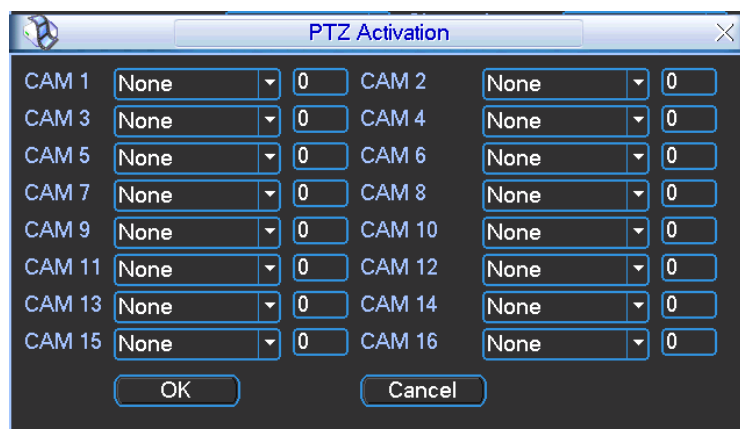 PTZ Activation
CAM 1 None 0 CAM 2 None 0
CAM 3 None 0 CAM 4 None 0
CAM 5 None 0 CAM 6 None 0
CAM 7 None 0 CAM 8 None 0
CAM 9 None 0 CAM 10 None 0
CAM 11 None 0 CAM 12 None 0
CAM 13 None 0 CAM 14 None 0
CAM 15 None 0 CAM 16 None 0
OK Cancel